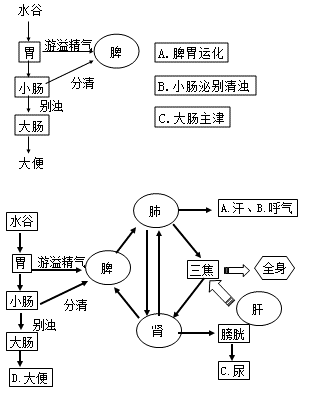 水谷
胃
游溢精气
脾
小肠
分清
别浊
大肠
大便
A.脾胃运化
B.小肠泌别清浊
C.大肠主津
水谷
胃
游溢精气
脾
小肠
分清
别浊
大肠
D.大便
肺
A.汗、B.呼气
三焦
全身
肝
肾
膀胱
C.尿